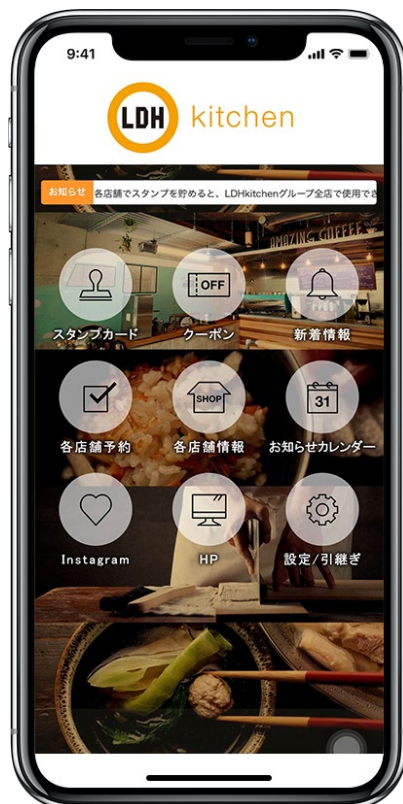 9:41
LDH kitchen
お知らせ 各店舗でスタンプを貯めると、LDHkitchenグループ全店で使用でき
AMAZING COFFEE
OFF
スタンプカード クーポン 新着情報
SHOP 31
各店舗予約 各店舗情報 お知らせカレンダー
Instagram HP 設定/引継ぎ